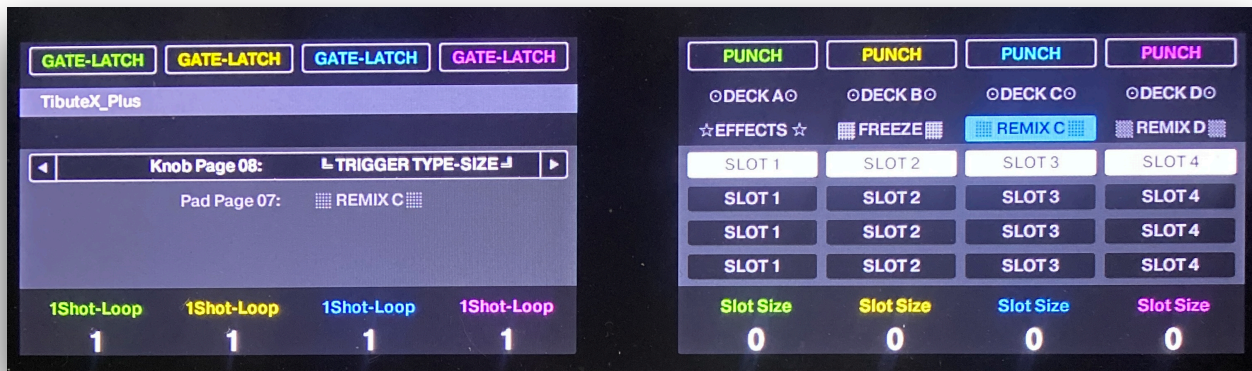 GATE-LATCH GATE-LATCH GATE-LATCH GATE-LATCH
TibuteX_Plus
Knob Page 08: ┗ TRIGGER TYPE-SIZE ┛
Pad Page 07: ▦ REMIX C ▦
1Shot-Loop 1Shot-Loop 1Shot-Loop 1Shot-Loop
1 1 1 1
PUNCH PUNCH PUNCH PUNCH
⊙DECK A⊙ ⊙DECK B⊙ ⊙DECK C⊙ ⊙DECK D⊙
☆EFFECTS ☆ ▦ FREEZE ▦ ▦ REMIX C ▦ ▦ REMIX D ▦
SLOT 1 SLOT 2 SLOT 3 SLOT 4
SLOT 1 SLOT 2 SLOT 3 SLOT 4
SLOT 1 SLOT 2 SLOT 3 SLOT 4
SLOT 1 SLOT 2 SLOT 3 SLOT 4
Slot Size Slot Size Slot Size Slot Size
0 0 0 0